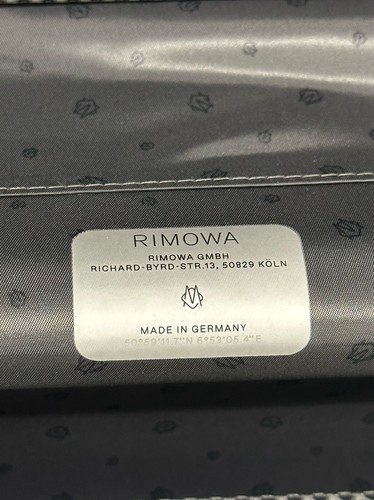 RIMOWA
RIMOWA GMBH
RICHARD-BYRD-STR.13, 50829 KÖLN
MADE IN GERMANY
50°59'11.7"N 6°53'05.4"E